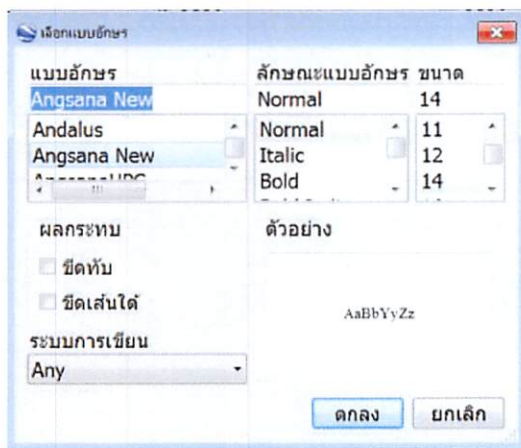 เลือกแบบอักษร
แบบอักษร ลักษณะแบบอักษร ขนาด
Angsana New Normal 14
Andalus Normal 11
Angsana New Italic 12
AngsanaUPC Bold 14
ผลกระทบ ตัวอย่าง
ขีดทับ
ขีดเส้นใต้
AaBbYyZz
ระบบการเขียน
Any
ตกลง ยกเลิก